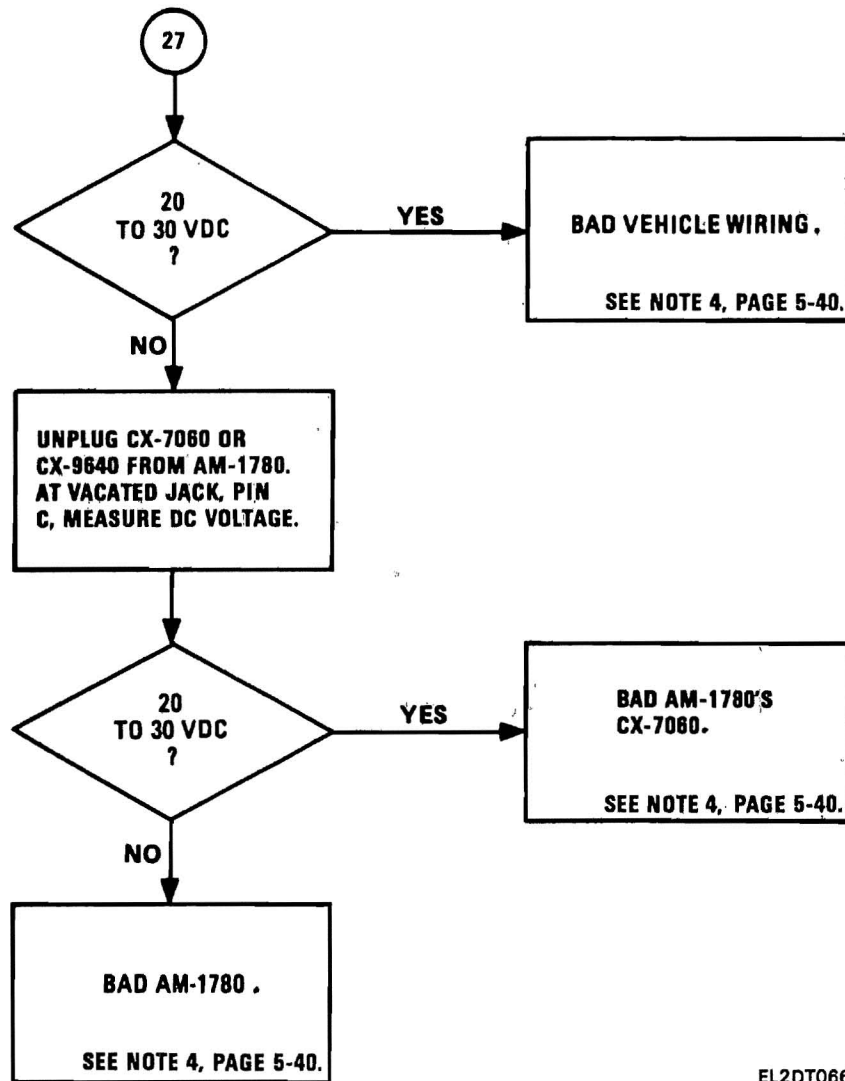 27
20
TO 30 VDC
?
YES
BAD VEHICLE WIRING.
SEE NOTE 4, PAGE 5-40.
NO
UNPLUG CX-7060 OR
CX-9640 FROM AM-1780.
AT VACATED JACK, PIN
C, MEASURE DC VOLTAGE.
20
TO 30 VDC
?
YES
BAD AM-1780'S
CX-7060.
SEE NOTE 4, PAGE 5-40.
NO
BAD AM-1780.
SEE NOTE 4, PAGE 5-40.
EL2DT066